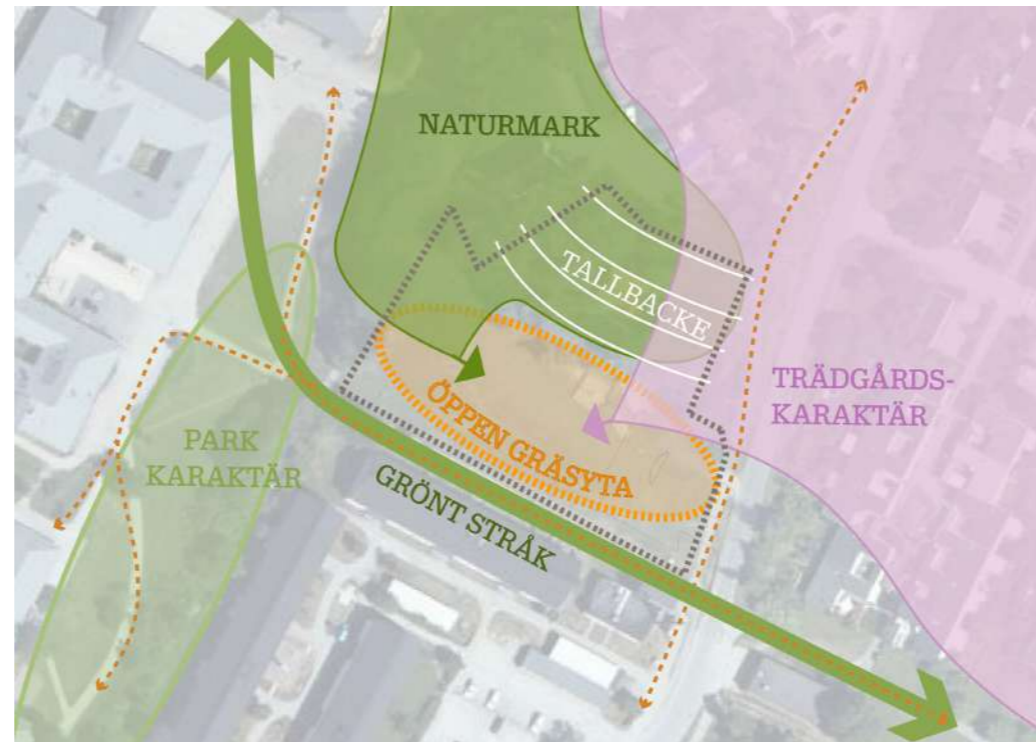 NATURMARK
TALLBACKE
TRÄDGÅRDS-
KARAKTÄR
ÖPPEN GRÄSYTA
PARK
KARAKTÄR
GRÖNT STRÅK